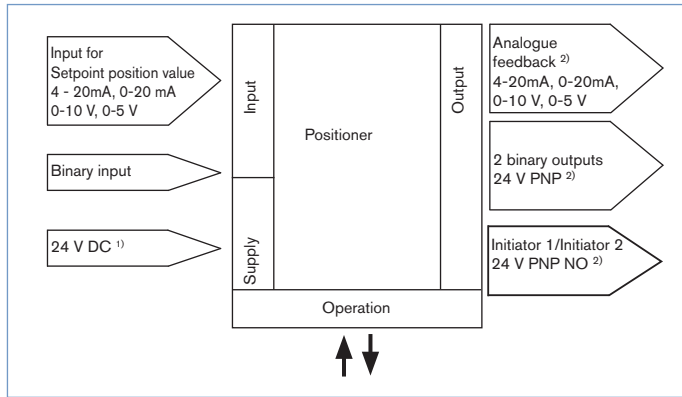 Input for
Setpoint position value
4 - 20mA, 0-20 mA
0-10 V, 0-5 V
Binary input
24 V DC 1)
Input
Supply
Positioner
Operation
Output
Analogue
feedback 2)
4-20mA, 0-20mA,
0-10 V, 0-5 V
2 binary outputs
24 V PNP 2)
Initiator 1/Initiator 2
24 V PNP NO 2)